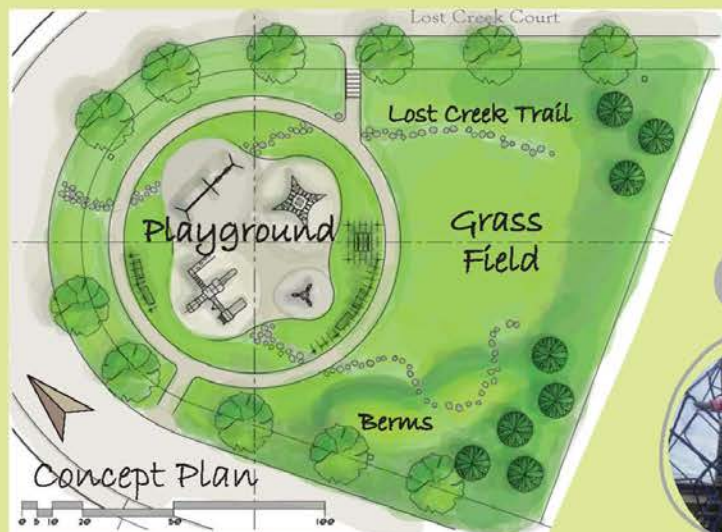 Lost Creek Court
Lost Creek Trail
Playground
Grass
Field
Berms
Concept Plan
0 5 10 20 50 100